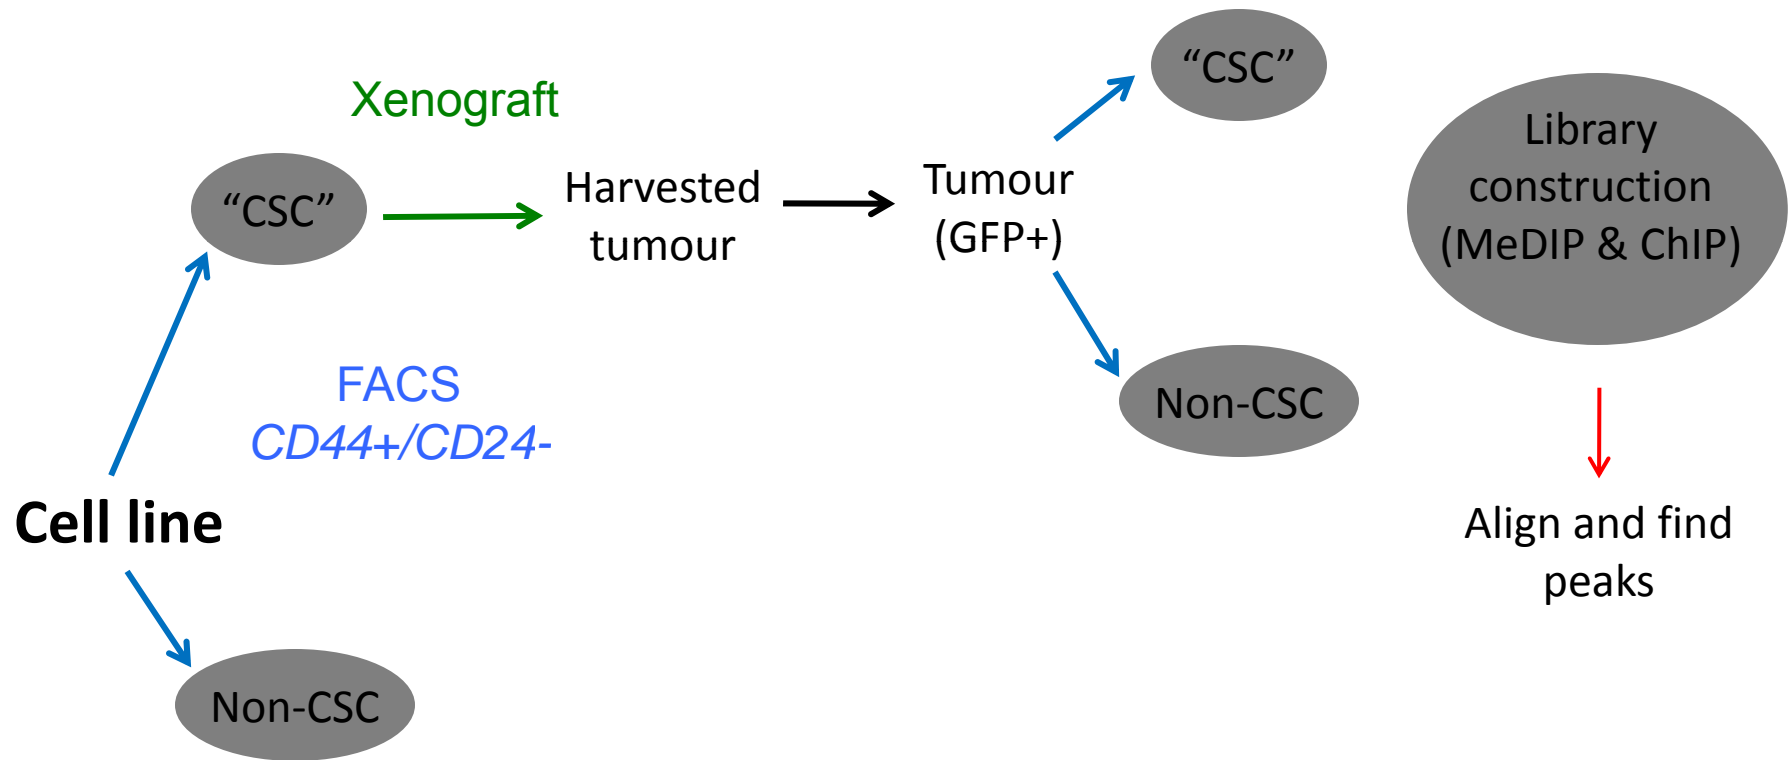 Xenograft
“CSC”
Harvested
tumour
Tumour
(GFP+)
“CSC”
Non-CSC
Library
construction
(MeDIP & ChIP)
Align and find
peaks
FACS
CD44+/CD24-
Cell line
Non-CSC